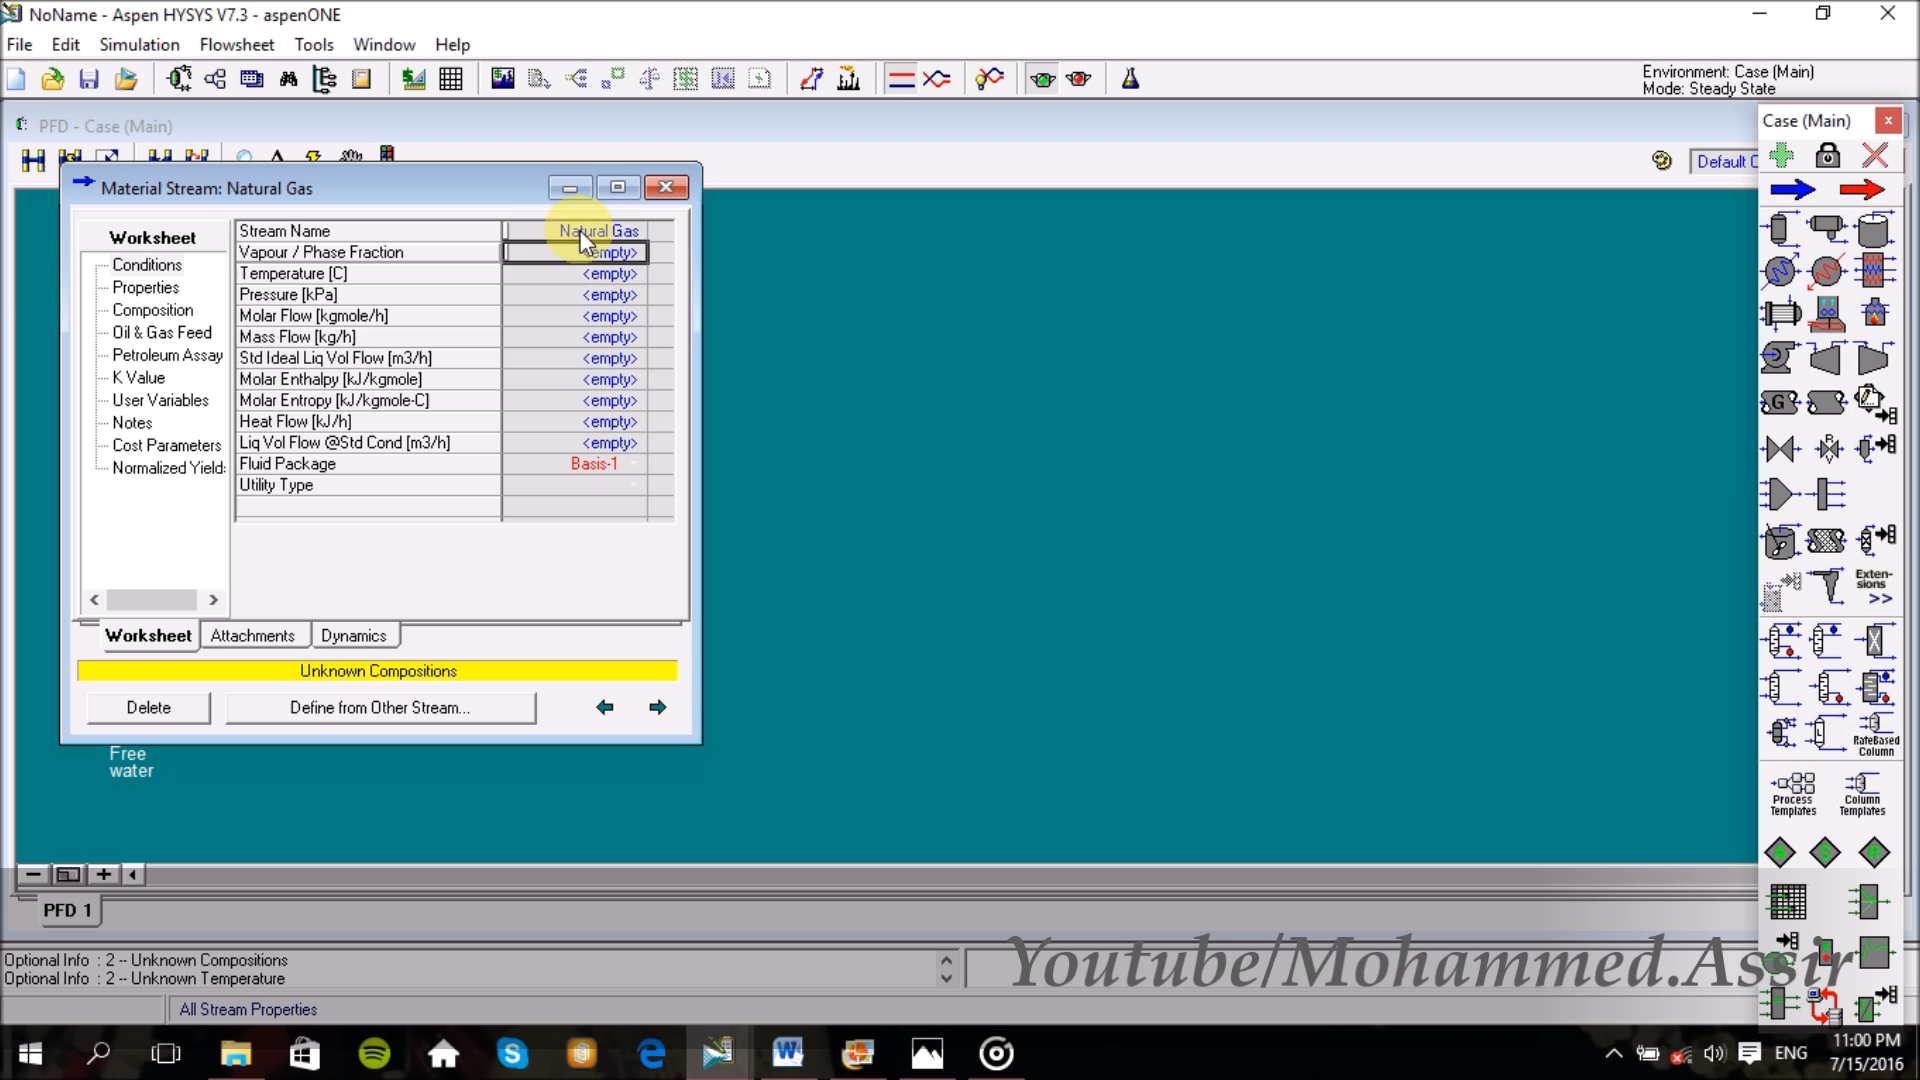 NoName - Aspen HYSYS V7.3 - aspenONE
File Edit Simulation Flowsheet Tools Window Help
Environment: Case (Main)
Mode: Steady State
PFD - Case (Main)
Case (Main)
Default C
Material Stream: Natural Gas
Worksheet
Conditions
Properties
Composition
Oil & Gas Feed
Petroleum Assay
K Value
User Variables
Notes
Cost Parameters
Normalized Yield:
Stream Name Natural Gas
Vapour / Phase Fraction <empty>
Temperature [C] <empty>
Pressure [kPa] <empty>
Molar Flow [kgmole/h] <empty>
Mass Flow [kg/h] <empty>
Std Ideal Liq Vol Flow [m3/h] <empty>
Molar Enthalpy [kJ/kgmole] <empty>
Molar Entropy [kJ/kgmole-C] <empty>
Heat Flow [kJ/h] <empty>
Liq Vol Flow @Std Cond [m3/h] <empty>
Fluid Package Basis-1
Utility Type
Worksheet Attachments Dynamics
Unknown Compositions
Delete Define from Other Stream...
Free
water
Exten-
sions
>>
RateBased
Column
Process
Templates
Column
Templates
PFD 1
Optional Info : 2 -- Unknown Compositions
Optional Info : 2 -- Unknown Temperature
All Stream Properties
Youtube/Mohammed.Assir
ENG
11:00 PM
7/15/2016